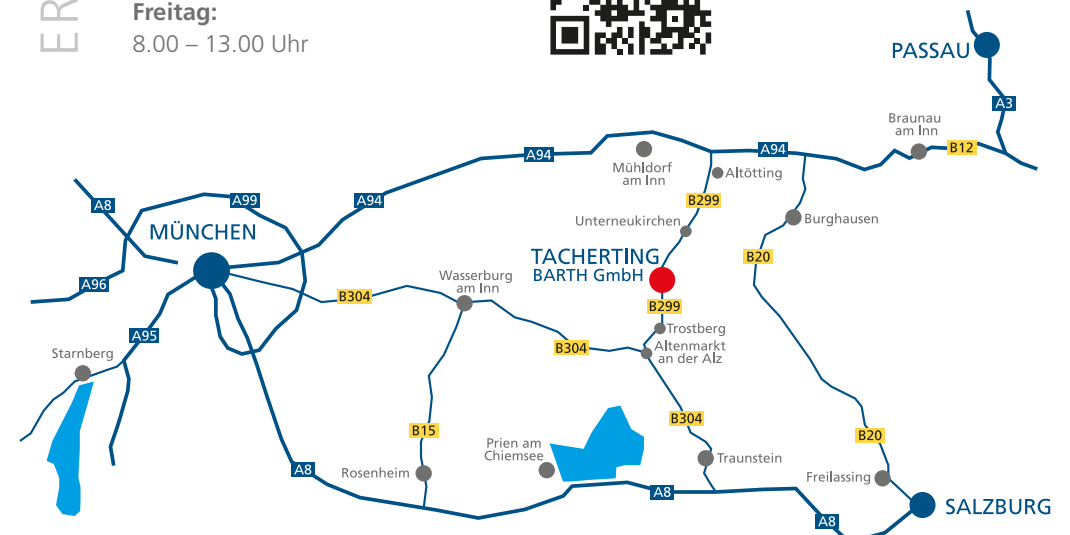 ER
Freitag:
8.00 – 13.00 Uhr
PASSAU
A3
Braunau
am Inn
B12
A94
A94
Mühldorf
am Inn
Altötting
A8
A99
A94
B299
MÜNCHEN
Unterneukirchen
Burghausen
TACHERTING
BARTH GmbH
B20
A96
Wasserburg
am Inn
B304
B299
A95
Trostberg
Starnberg
B304
Altenmarkt
an der Alz
B304
B15
B20
Prien am
Chiemsee
Traunstein
A8
Rosenheim
Freilassing
A8
SALZBURG
A8